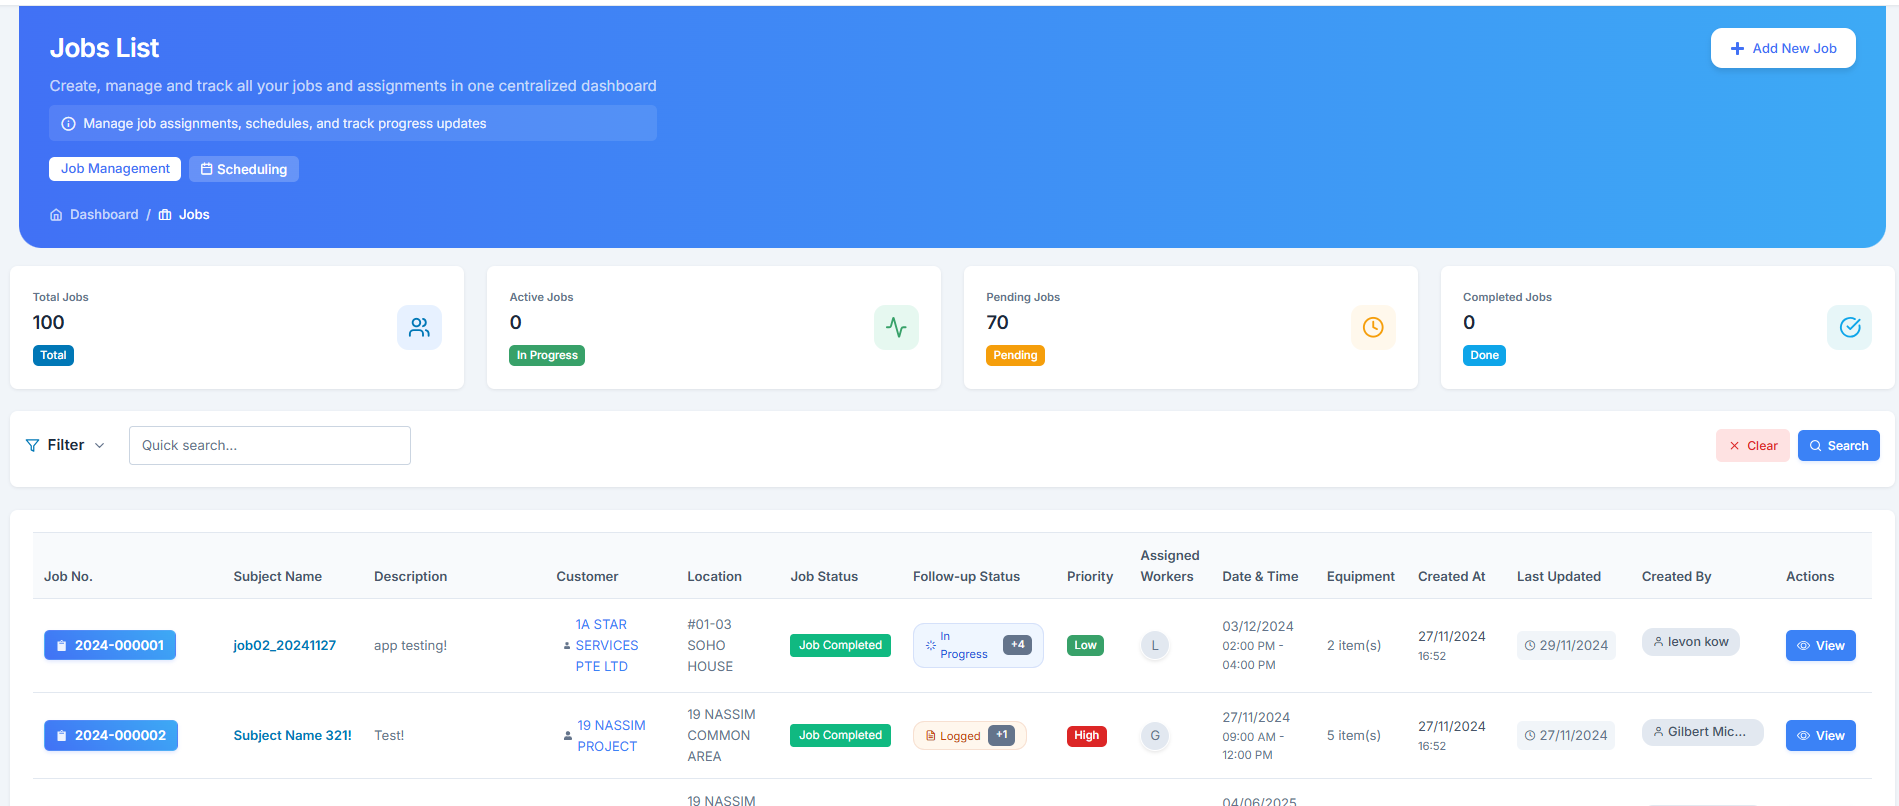 Jobs List
Add New Job
Create, manage and track all your jobs and assignments in one centralized dashboard
Manage job assignments, schedules, and track progress updates
Job Management
Scheduling
Dashboard / Jobs
Total Jobs
100
Total
Active Jobs
0
In Progress
Pending Jobs
70
Pending
Completed Jobs
0
Done
Filter
Quick search...
Clear
Search
Job No.
Subject Name
Description
Customer
Location
Job Status
Follow-up Status
Priority
Assigned
Workers
Date & Time
Equipment
Created At
Last Updated
Created By
Actions
2024-000001
job02_20241127
app testing!
1A STAR
SERVICES
PTE LTD
#01-03
SOHO
HOUSE
Job Completed
In
Progress
+4
Low
L
03/12/2024
02:00 PM -
04:00 PM
2 item(s)
27/11/2024
16:52
29/11/2024
levon kow
View
2024-000002
Subject Name 321!
Test!
19 NASSIM
PROJECT
19 NASSIM
COMMON
AREA
Job Completed
Logged
+1
High
G
27/11/2024
09:00 AM -
12:00 PM
5 item(s)
27/11/2024
16:52
27/11/2024
Gilbert Mic...
View
19 NASSIM
04/06/2025